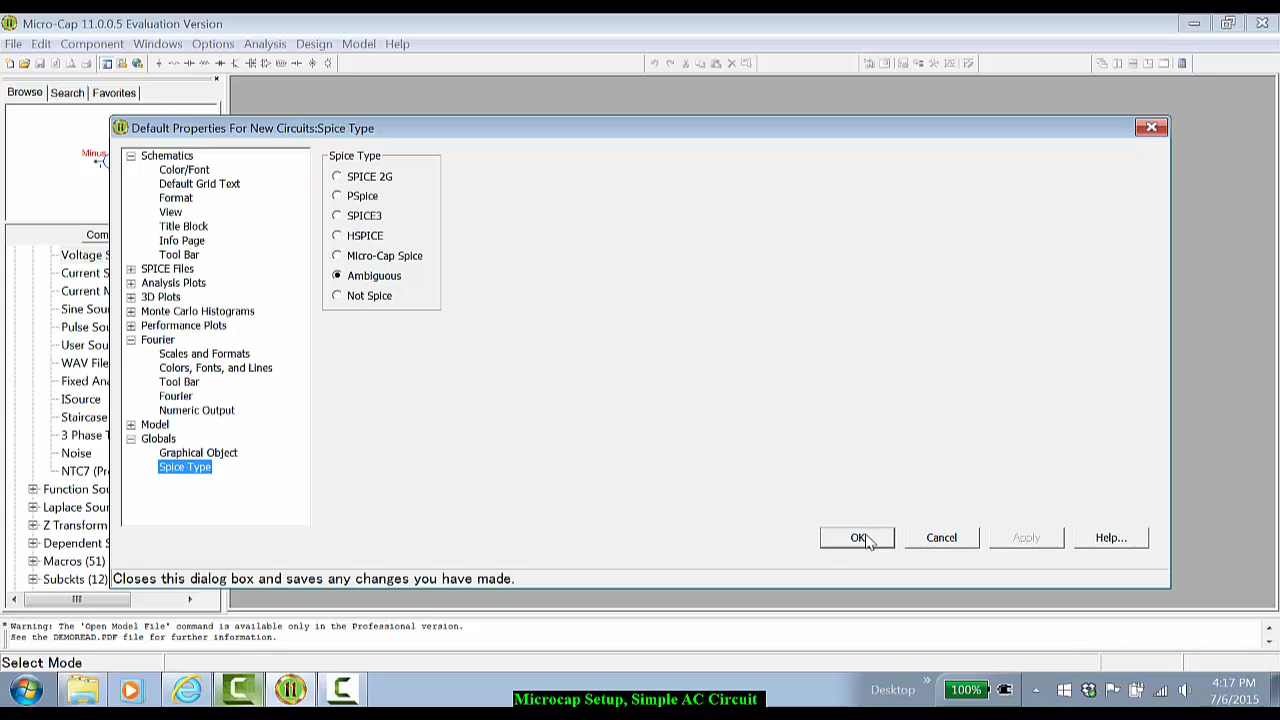 Micro-Cap 11.0.0.5 Evaluation Version
File Edit Component Windows Options Analysis Design Model Help
Browse Search Favorites
Default Properties For New Circuits:Spice Type
Minus
Com
Voltage S
Current S
Current M
Sine Sou
Pulse Sou
User Sou
WAV File
Fixed Ana
ISource
Staircase
3 Phase T
Noise
NTC7 (Pr
Function Sou
Laplace Sour
Z Transform
Dependent S
Macros (51)
Subckts (12)
Schematics
Color/Font
Default Grid Text
Format
View
Title Block
Info Page
Tool Bar
SPICE Files
Analysis Plots
3D Plots
Monte Carlo Histograms
Performance Plots
Fourier
Scales and Formats
Colors, Fonts, and Lines
Tool Bar
Fourier
Numeric Output
Model
Globals
Graphical Object
Spice Type
Spice Type
SPICE 2G
PSpice
SPICE3
HSPICE
Micro-Cap Spice
Ambiguous
Not Spice
OK Cancel Apply Help...
Closes this dialog box and saves any changes you have made.
Warning: The 'Open Model File' command is available only in the Professional version.
See the DEMOREAD.PDF file for further information.
Select Mode
Desktop » 100% 4:17 PM
7/6/2015
Microcap Setup, Simple AC Circuit